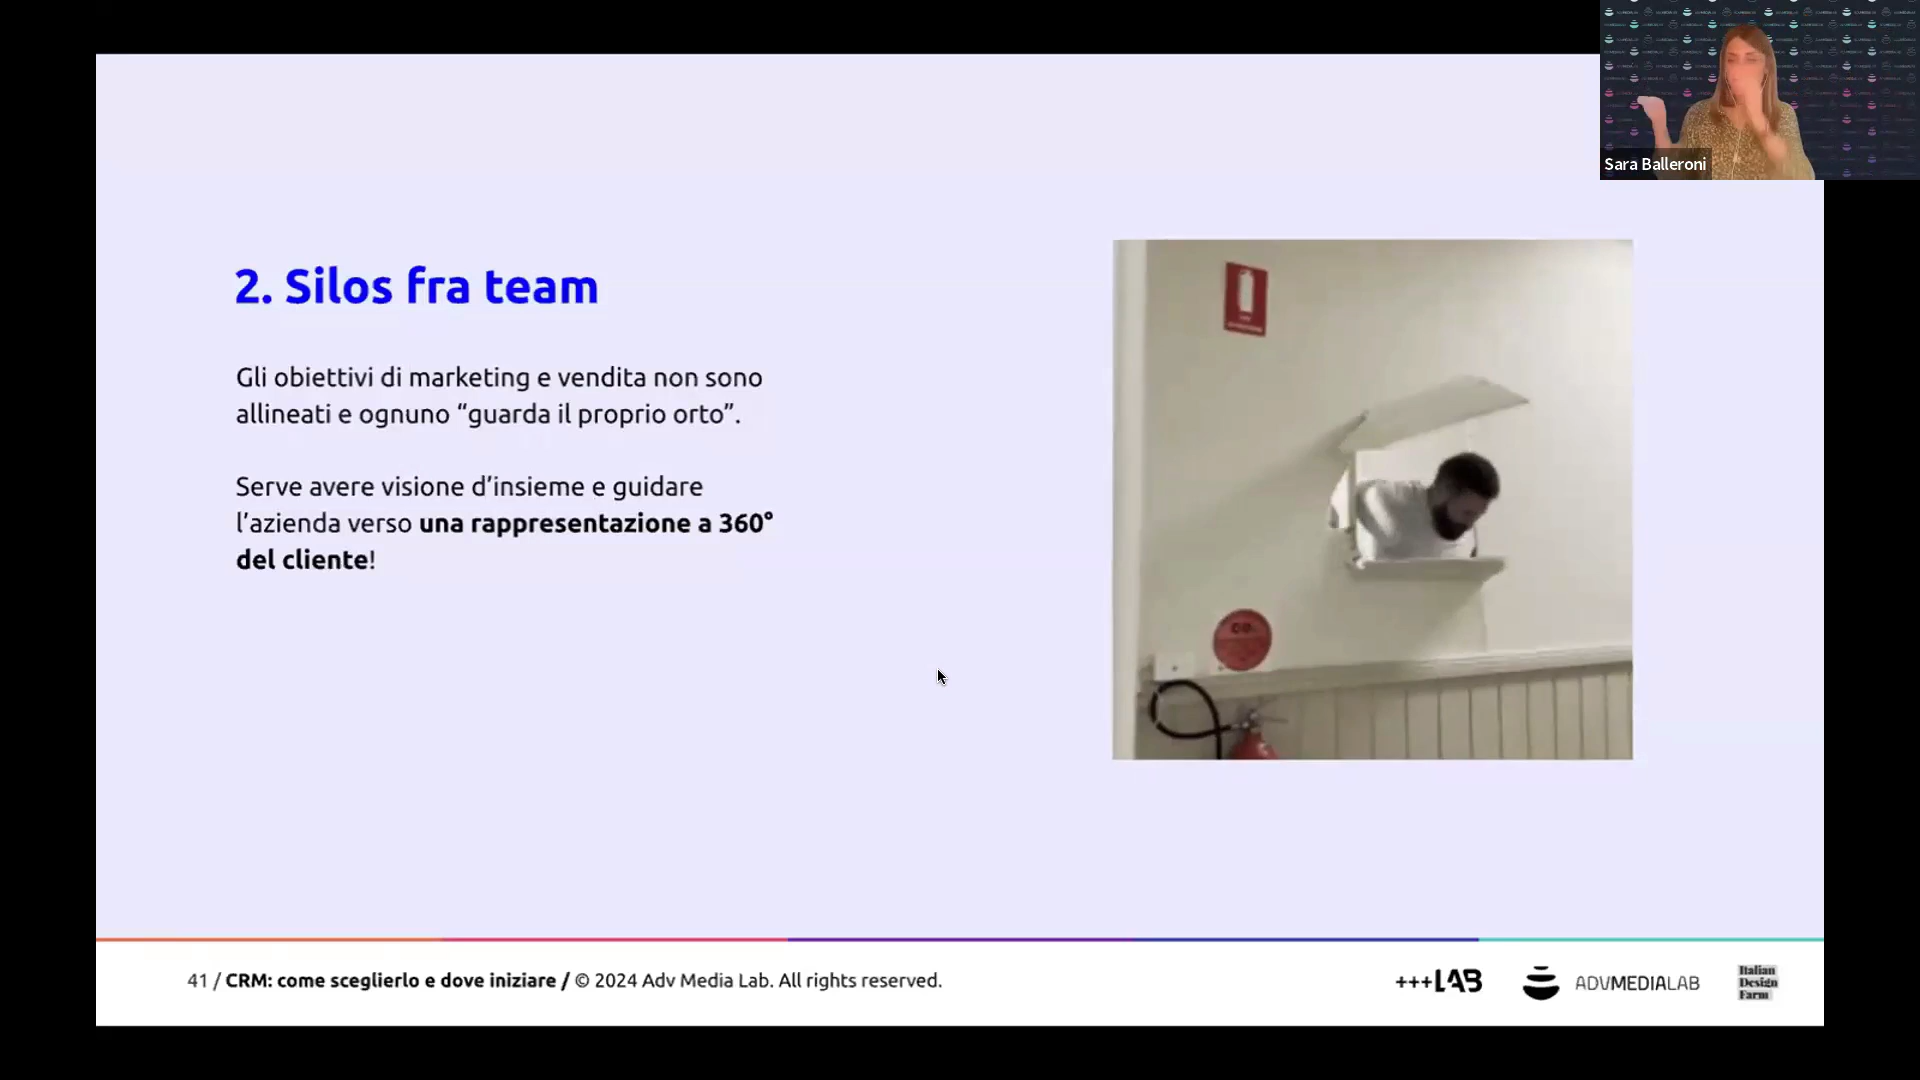 Sara Balleroni
2. Silos fra team
Gli obiettivi di marketing e vendita non sono
allineati e ognuno “guarda il proprio orto”.
Serve avere visione d’insieme e guidare
l’azienda verso una rappresentazione a 360°
del cliente!
41 / CRM: come sceglierlo e dove iniziare / © 2024 Adv Media Lab. All rights reserved.
+++LAB
ADVMEDIALAB
Italian
Design
Farm